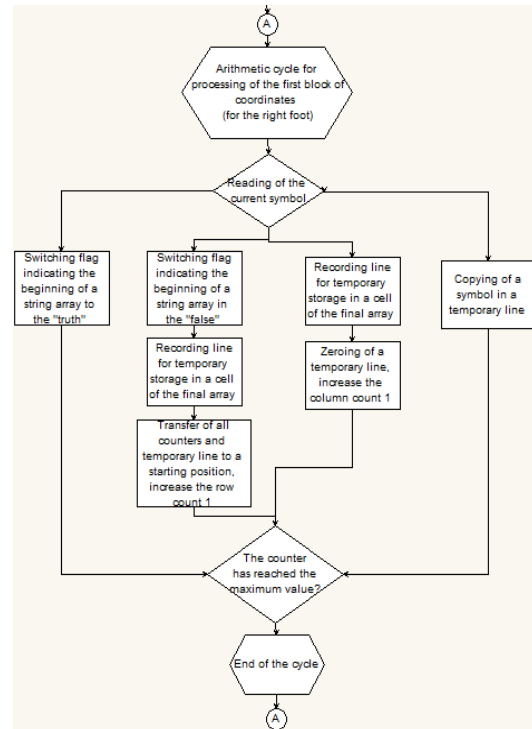 A
Arithmetic cycle for
processing of the first block of
coordinates
(for the right foot)
Reading of the
current symbol
Switching flag
indicating the
beginning of a
string array to
the "truth"
Switching flag
indicating the
beginning of a
string array in
the "false"
Recording line
for temporary
storage in a cell
of the final array
Transfer of all
counters and
temporary line to a
starting position,
increase the row
count 1
Recording line
for temporary
storage in a cell
of the final array
Zeroing of a
temporary line,
increase the
column count 1
Copying of a
symbol in a
temporary line
The counter
has reached the
maximum value?
End of the cycle
A